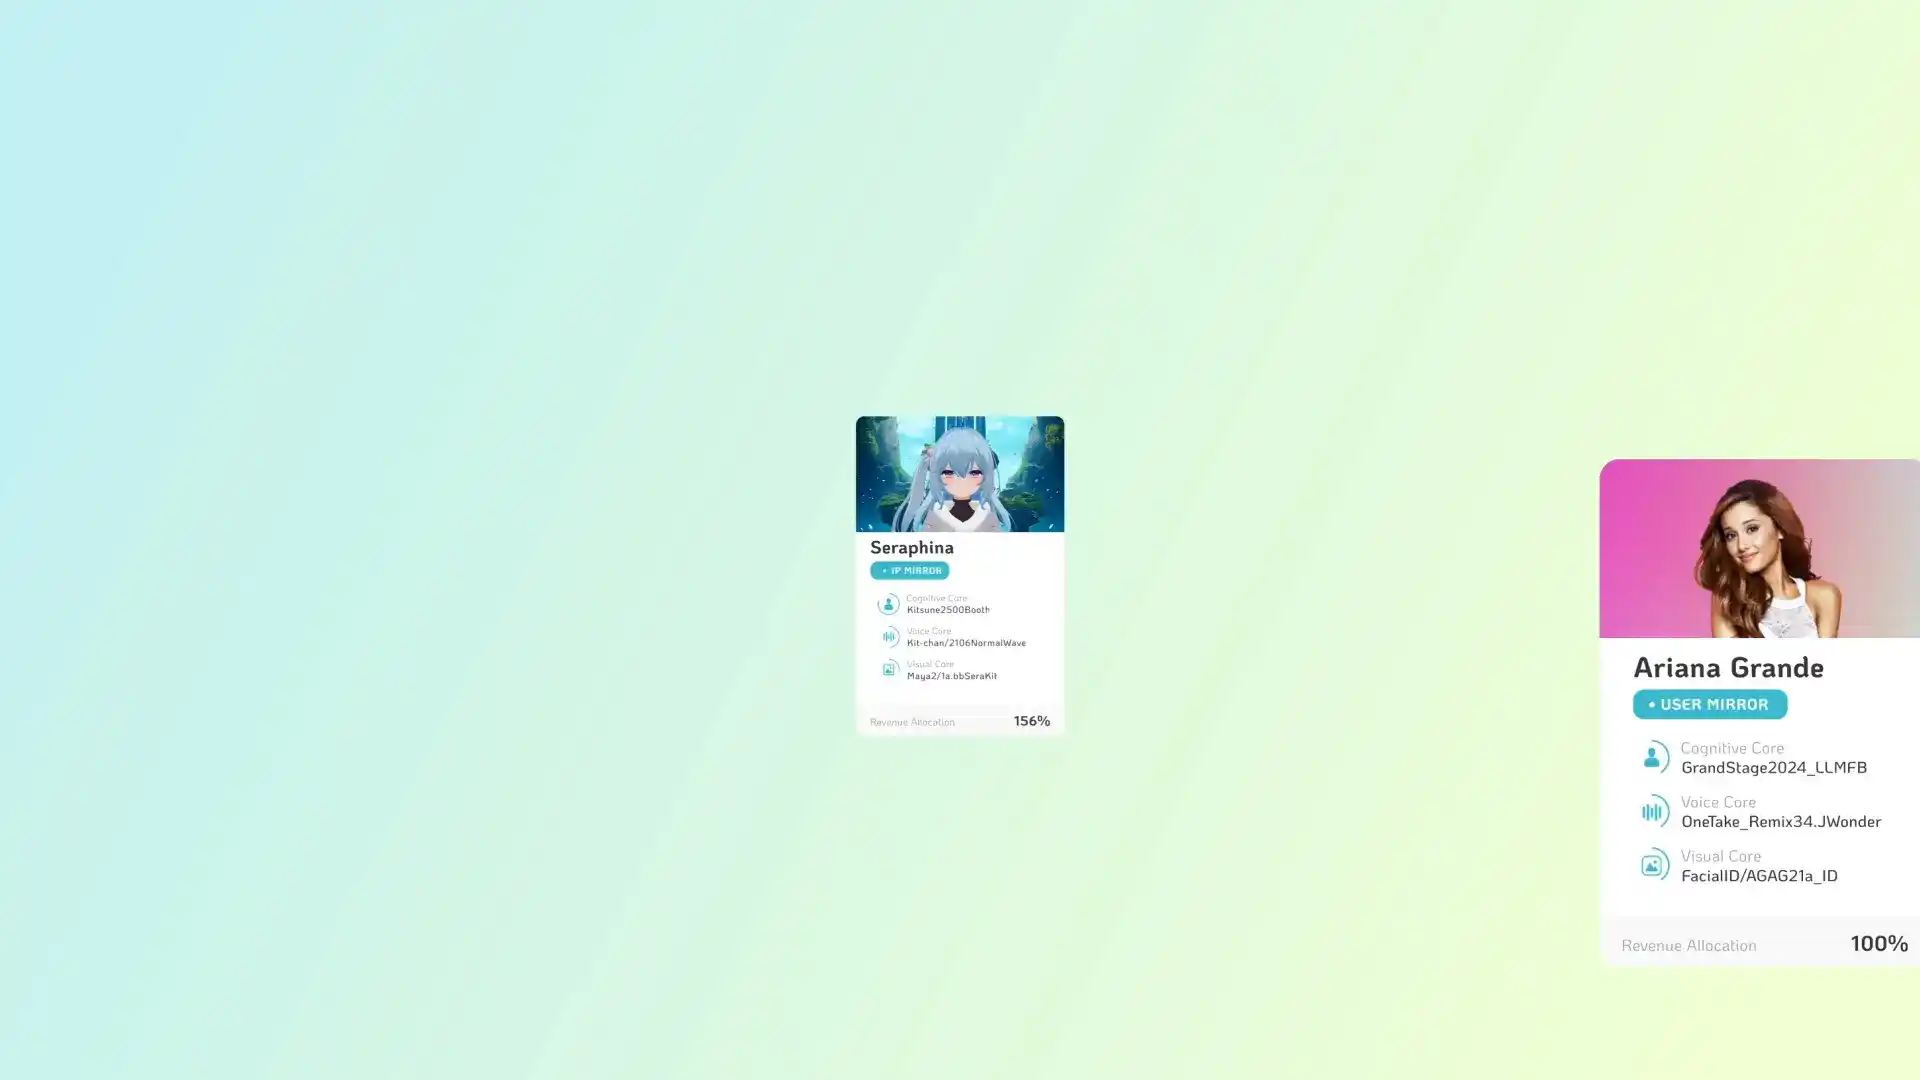 Seraphina
• IP MIRROR
Cognitive Core
Kitsune2500Booth
Voice Core
Kit-chan/2106NormalWave
Visual Core
Maya2/1a.bbSeraKit
Revenue Allocation 156%
Ariana Grande
• USER MIRROR
Cognitive Core
GrandStage2024_LLMFB
Voice Core
OneTake_Remix34.JWonder
Visual Core
FacialID/AGAG21a_ID
Revenue Allocation 100%